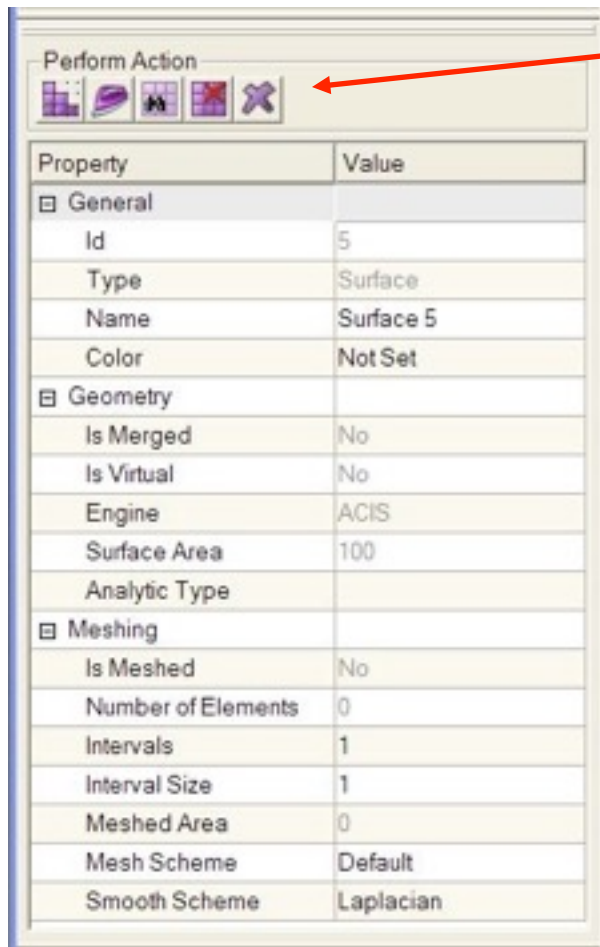 Perform Action
Property Value
General
Id 5
Type Surface
Name Surface 5
Color Not Set
Geometry
Is Merged No
Is Virtual No
Engine ACIS
Surface Area 100
Analytic Type
Meshing
Is Meshed No
Number of Elements 0
Intervals 1
Interval Size 1
Meshed Area 0
Mesh Scheme Default
Smooth Scheme Laplacian